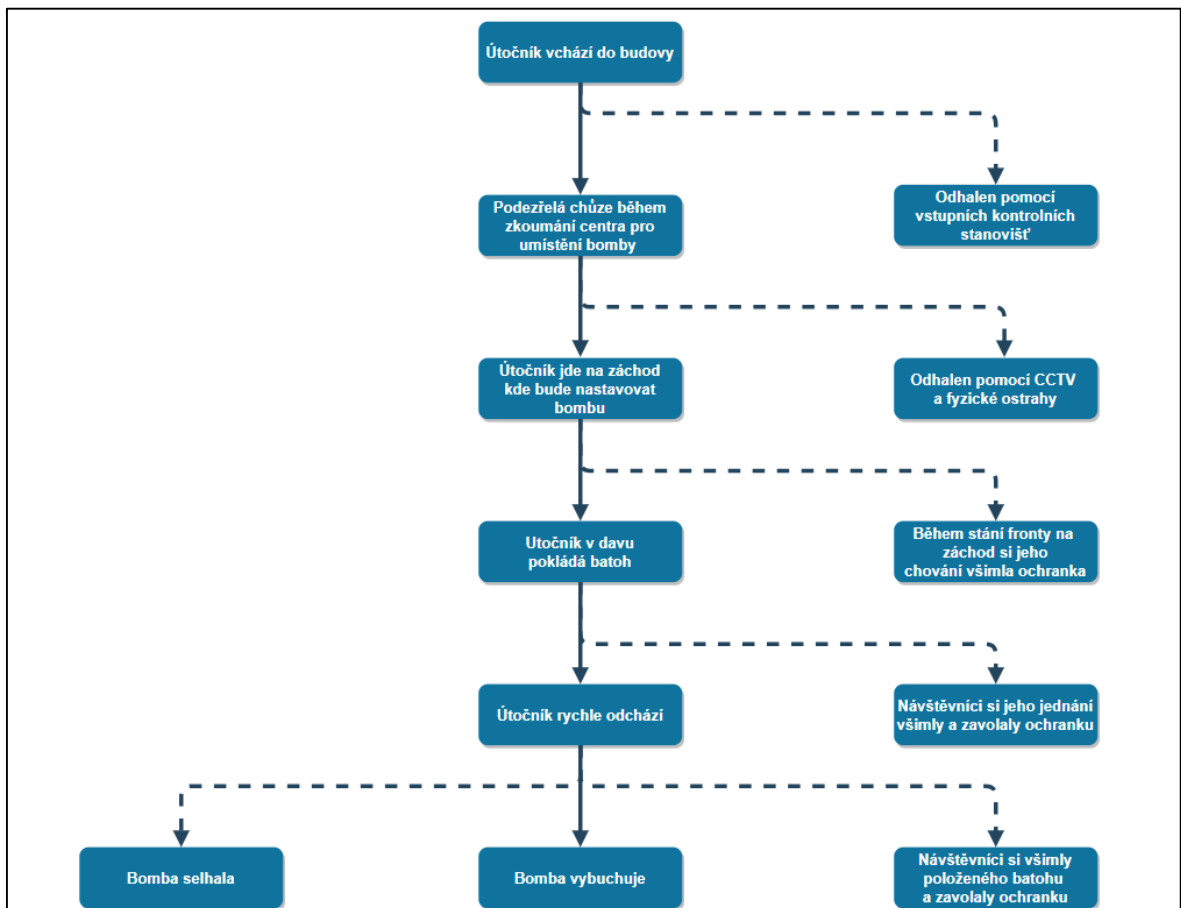 Útočník vchází do budovy
Podezřelá chůze během
zkoumání centra pro
umístění bomby
Odhalen pomocí
vstupních kontrolních
stanovišť
Útočník jde na záchod
kde bude nastavovat
bombu
Odhalen pomocí CCTV
a fyzické ostrahy
Utočník v davu
pokládá batoh
Během stání fronty na
záchod si jeho
chování všimla ochranka
Útočník rychle odchází
Návštěvníci si jeho jednání
všimly a zavolaly ochranku
Bomba selhala
Bomba vybuchuje
Návštěvníci si všimly
položeného batohu
a zavolaly ochranku